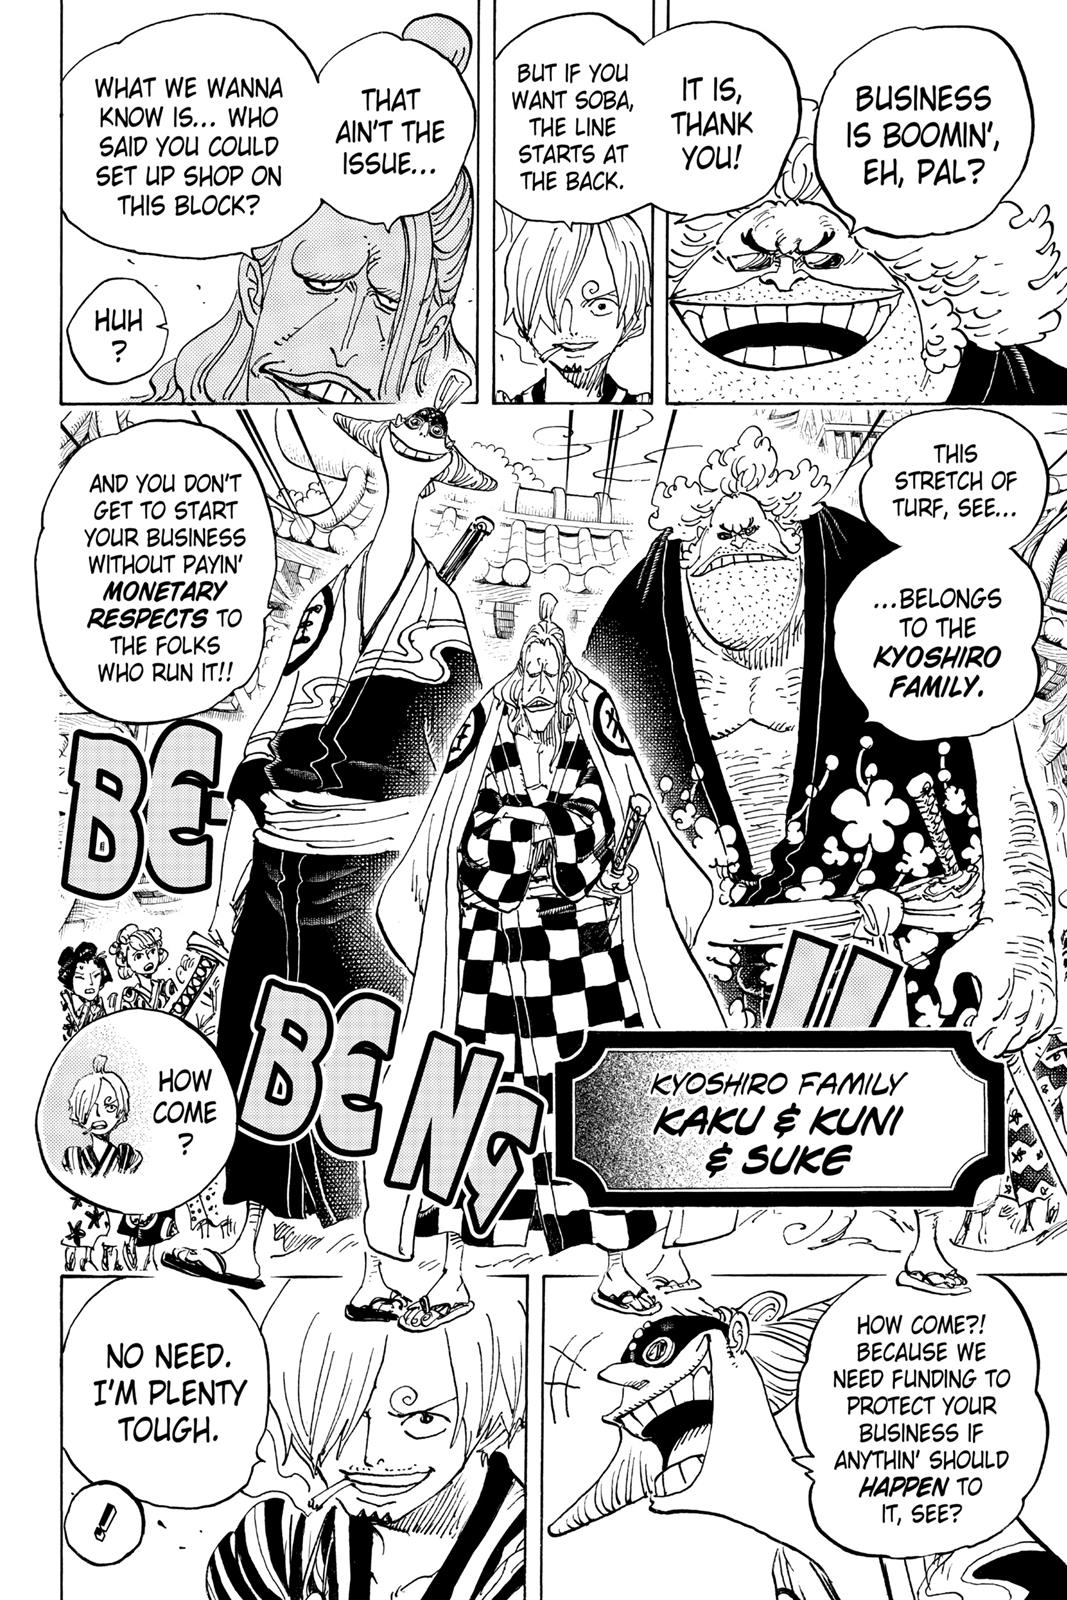 BUSINESS
IS BOOMIN',
EH, PAL?
IT IS,
THANK
YOU!
BUT IF YOU
WANT SOBA,
THE LINE
STARTS AT
THE BACK.
THAT
AIN'T THE
ISSUE...
WHAT WE WANNA
KNOW IS... WHO
SAID YOU COULD
SET UP SHOP ON
THIS BLOCK?
HUH
?
THIS
STRETCH OF
TURF, SEE...
...BELONGS
TO THE
KYOSHIRO
FAMILY.
AND YOU DON'T
GET TO START
YOUR BUSINESS
WITHOUT PAYIN'
MONETARY
RESPECTS TO
THE FOLKS
WHO RUN IT!!
BE-
BENG!!
KYOSHIRO FAMILY
KAKU & KUNI
& SUKE
HOW
COME
?
HOW COME?!
BECAUSE WE
NEED FUNDING TO
PROTECT YOUR
BUSINESS IF
ANYTHIN' SHOULD
HAPPEN TO
IT, SEE?
NO NEED.
I'M PLENTY
TOUGH.
!